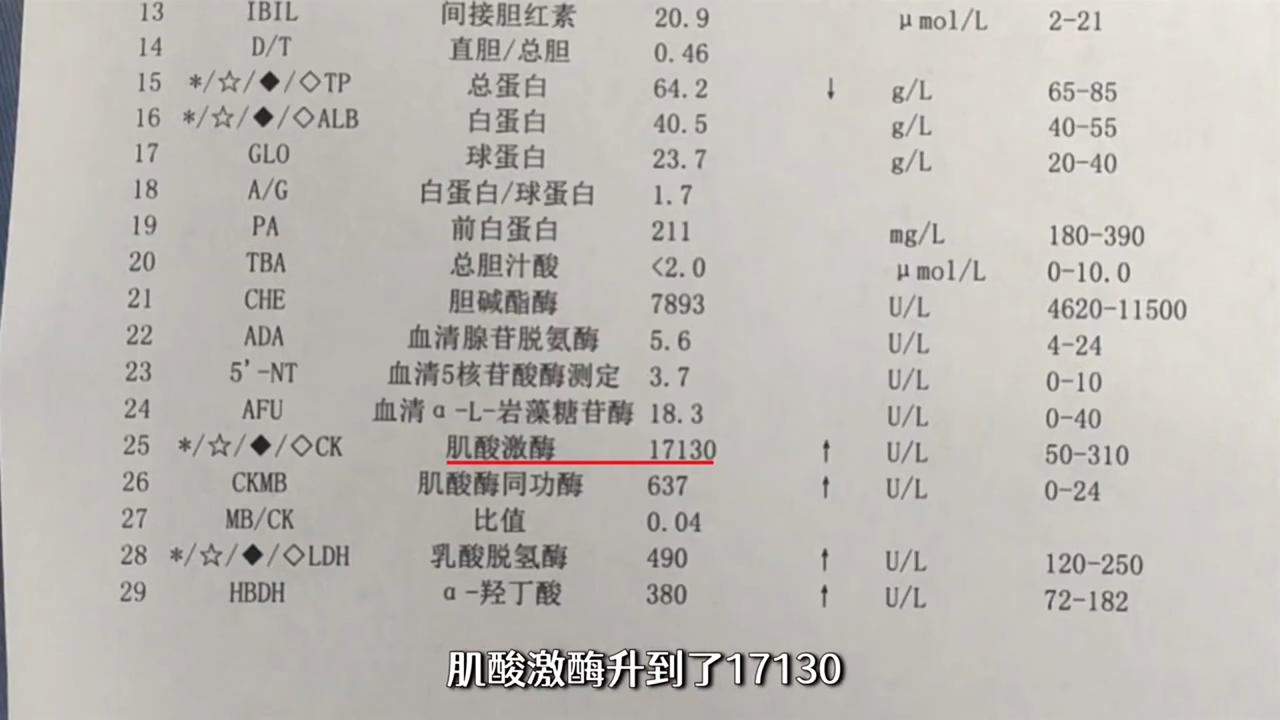 13 IBIL 间接胆红素 20.9 μmol/L 2-21
14 D/T 直胆/总胆 0.46
15 */☆/◆/◇TP 总蛋白 64.2 ↓ g/L 65-85
16 */☆/◆/◇ALB 白蛋白 40.5 g/L 40-55
17 GLO 球蛋白 23.7 g/L 20-40
18 A/G 白蛋白/球蛋白 1.7
19 PA 前白蛋白 211 mg/L 180-390
20 TBA 总胆汁酸 <2.0 μmol/L 0-10.0
21 CHE 胆碱酯酶 7893 U/L 4620-11500
22 ADA 血清腺苷脱氨酶 5.6 U/L 4-24
23 5'-NT 血清5核苷酸酶测定 3.7 U/L 0-10
24 AFU 血清α-L-岩藻糖苷酶 18.3 U/L 0-40
25 */☆/◆/◇CK 肌酸激酶 17130 ↑ U/L 50-310
26 CKMB 肌酸酶同功酶 637 ↑ U/L 0-24
27 MB/CK 比值 0.04
28 */☆/◆/◇LDH 乳酸脱氢酶 490 ↑ U/L 120-250
29 HBDH α-羟丁酸 380 ↑ U/L 72-182
肌酸激酶升到了17130